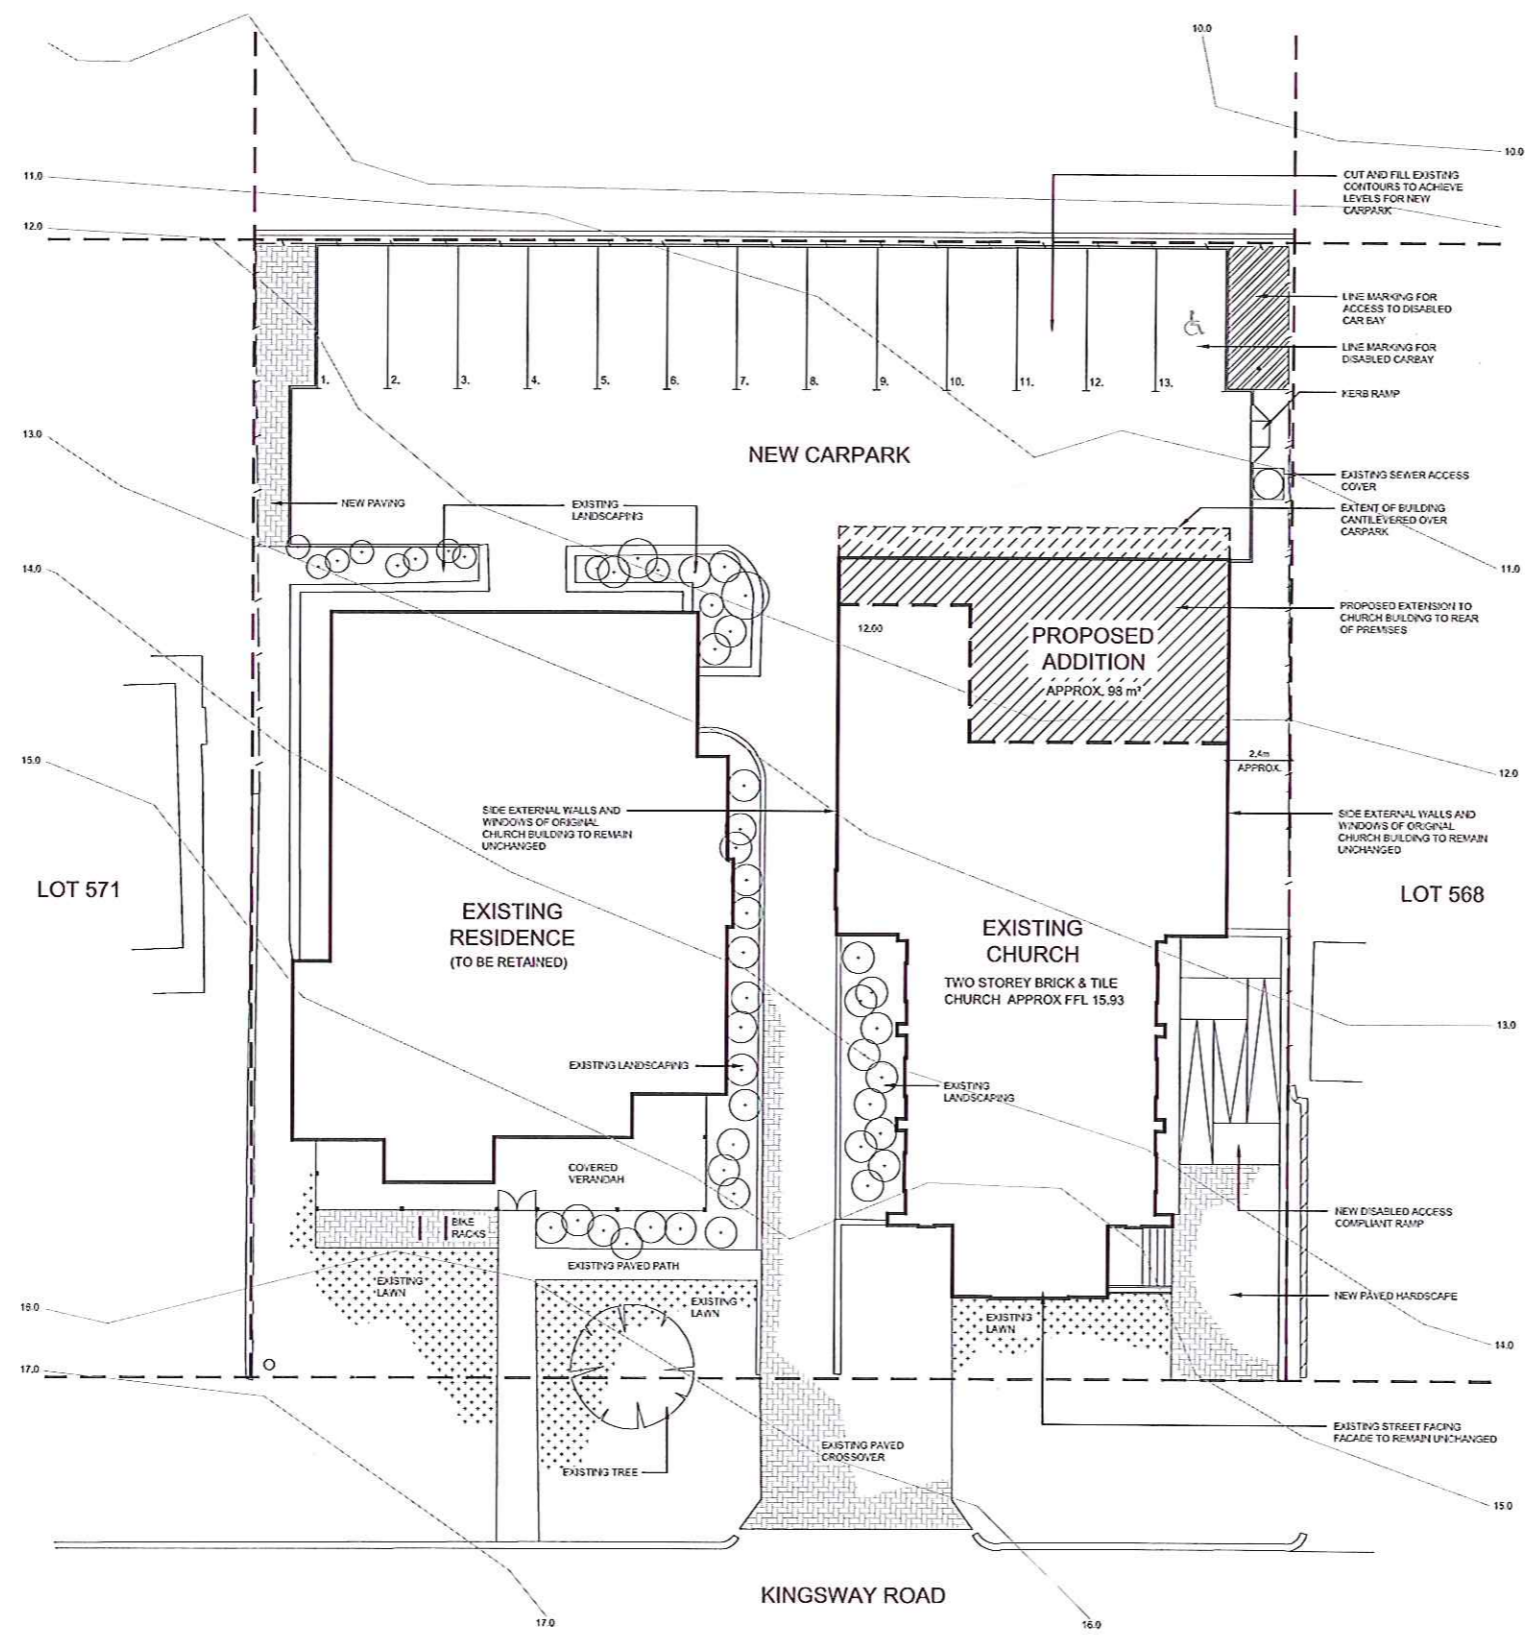 10.0
10.0
11.0
CUT AND FILL EXISTING
CONTOURS TO ACHIEVE
LEVELS FOR NEW
CARPARK
12.0
LINE MARKING FOR
ACCESS TO DISABLED
CAR BAY
LINE MARKING FOR
DISABLED CARBAY
1. 2. 3. 4. 5. 6. 7. 8. 9. 10. 11. 12. 13.
KERB RAMP
13.0
NEW CARPARK
EXISTING SEWER ACCESS
COVER
NEW PAVING
EXISTING
LANDSCAPING
EXTENT OF BUILDING
CANTILEVERED OVER
CARPARK
14.0
11.0
PROPOSED EXTENSION TO
CHURCH BUILDING TO REAR
OF PREMISES
12.00
PROPOSED
ADDITION
APPROX. 98 m²
15.0
2.4m
APPROX.
12.0
SIDE EXTERNAL WALLS AND
WINDOWS OF ORIGINAL
CHURCH BUILDING TO REMAIN
UNCHANGED
SIDE EXTERNAL WALLS AND
WINDOWS OF ORIGINAL
CHURCH BUILDING TO REMAIN
UNCHANGED
LOT 571
LOT 568
EXISTING
RESIDENCE
(TO BE RETAINED)
EXISTING
CHURCH
TWO STOREY BRICK & TILE
CHURCH APPROX FFL 15.93
13.0
EXISTING LANDSCAPING
EXISTING
LANDSCAPING
COVERED
VERANDAH
NEW DISABLED ACCESS
COMPLIANT RAMP
BIKE
RACKS
EXISTING PAVED PATH
EXISTING
LAWN
EXISTING
LAWN
NEW PAVED HARDSCAPE
16.0
EXISTING
LAWN
14.0
17.0
EXISTING STREET FACING
FACADE TO REMAIN UNCHANGED
EXISTING PAVED
CROSSOVER
EXISTING TREE
15.0
KINGSWAY ROAD
17.0
16.0